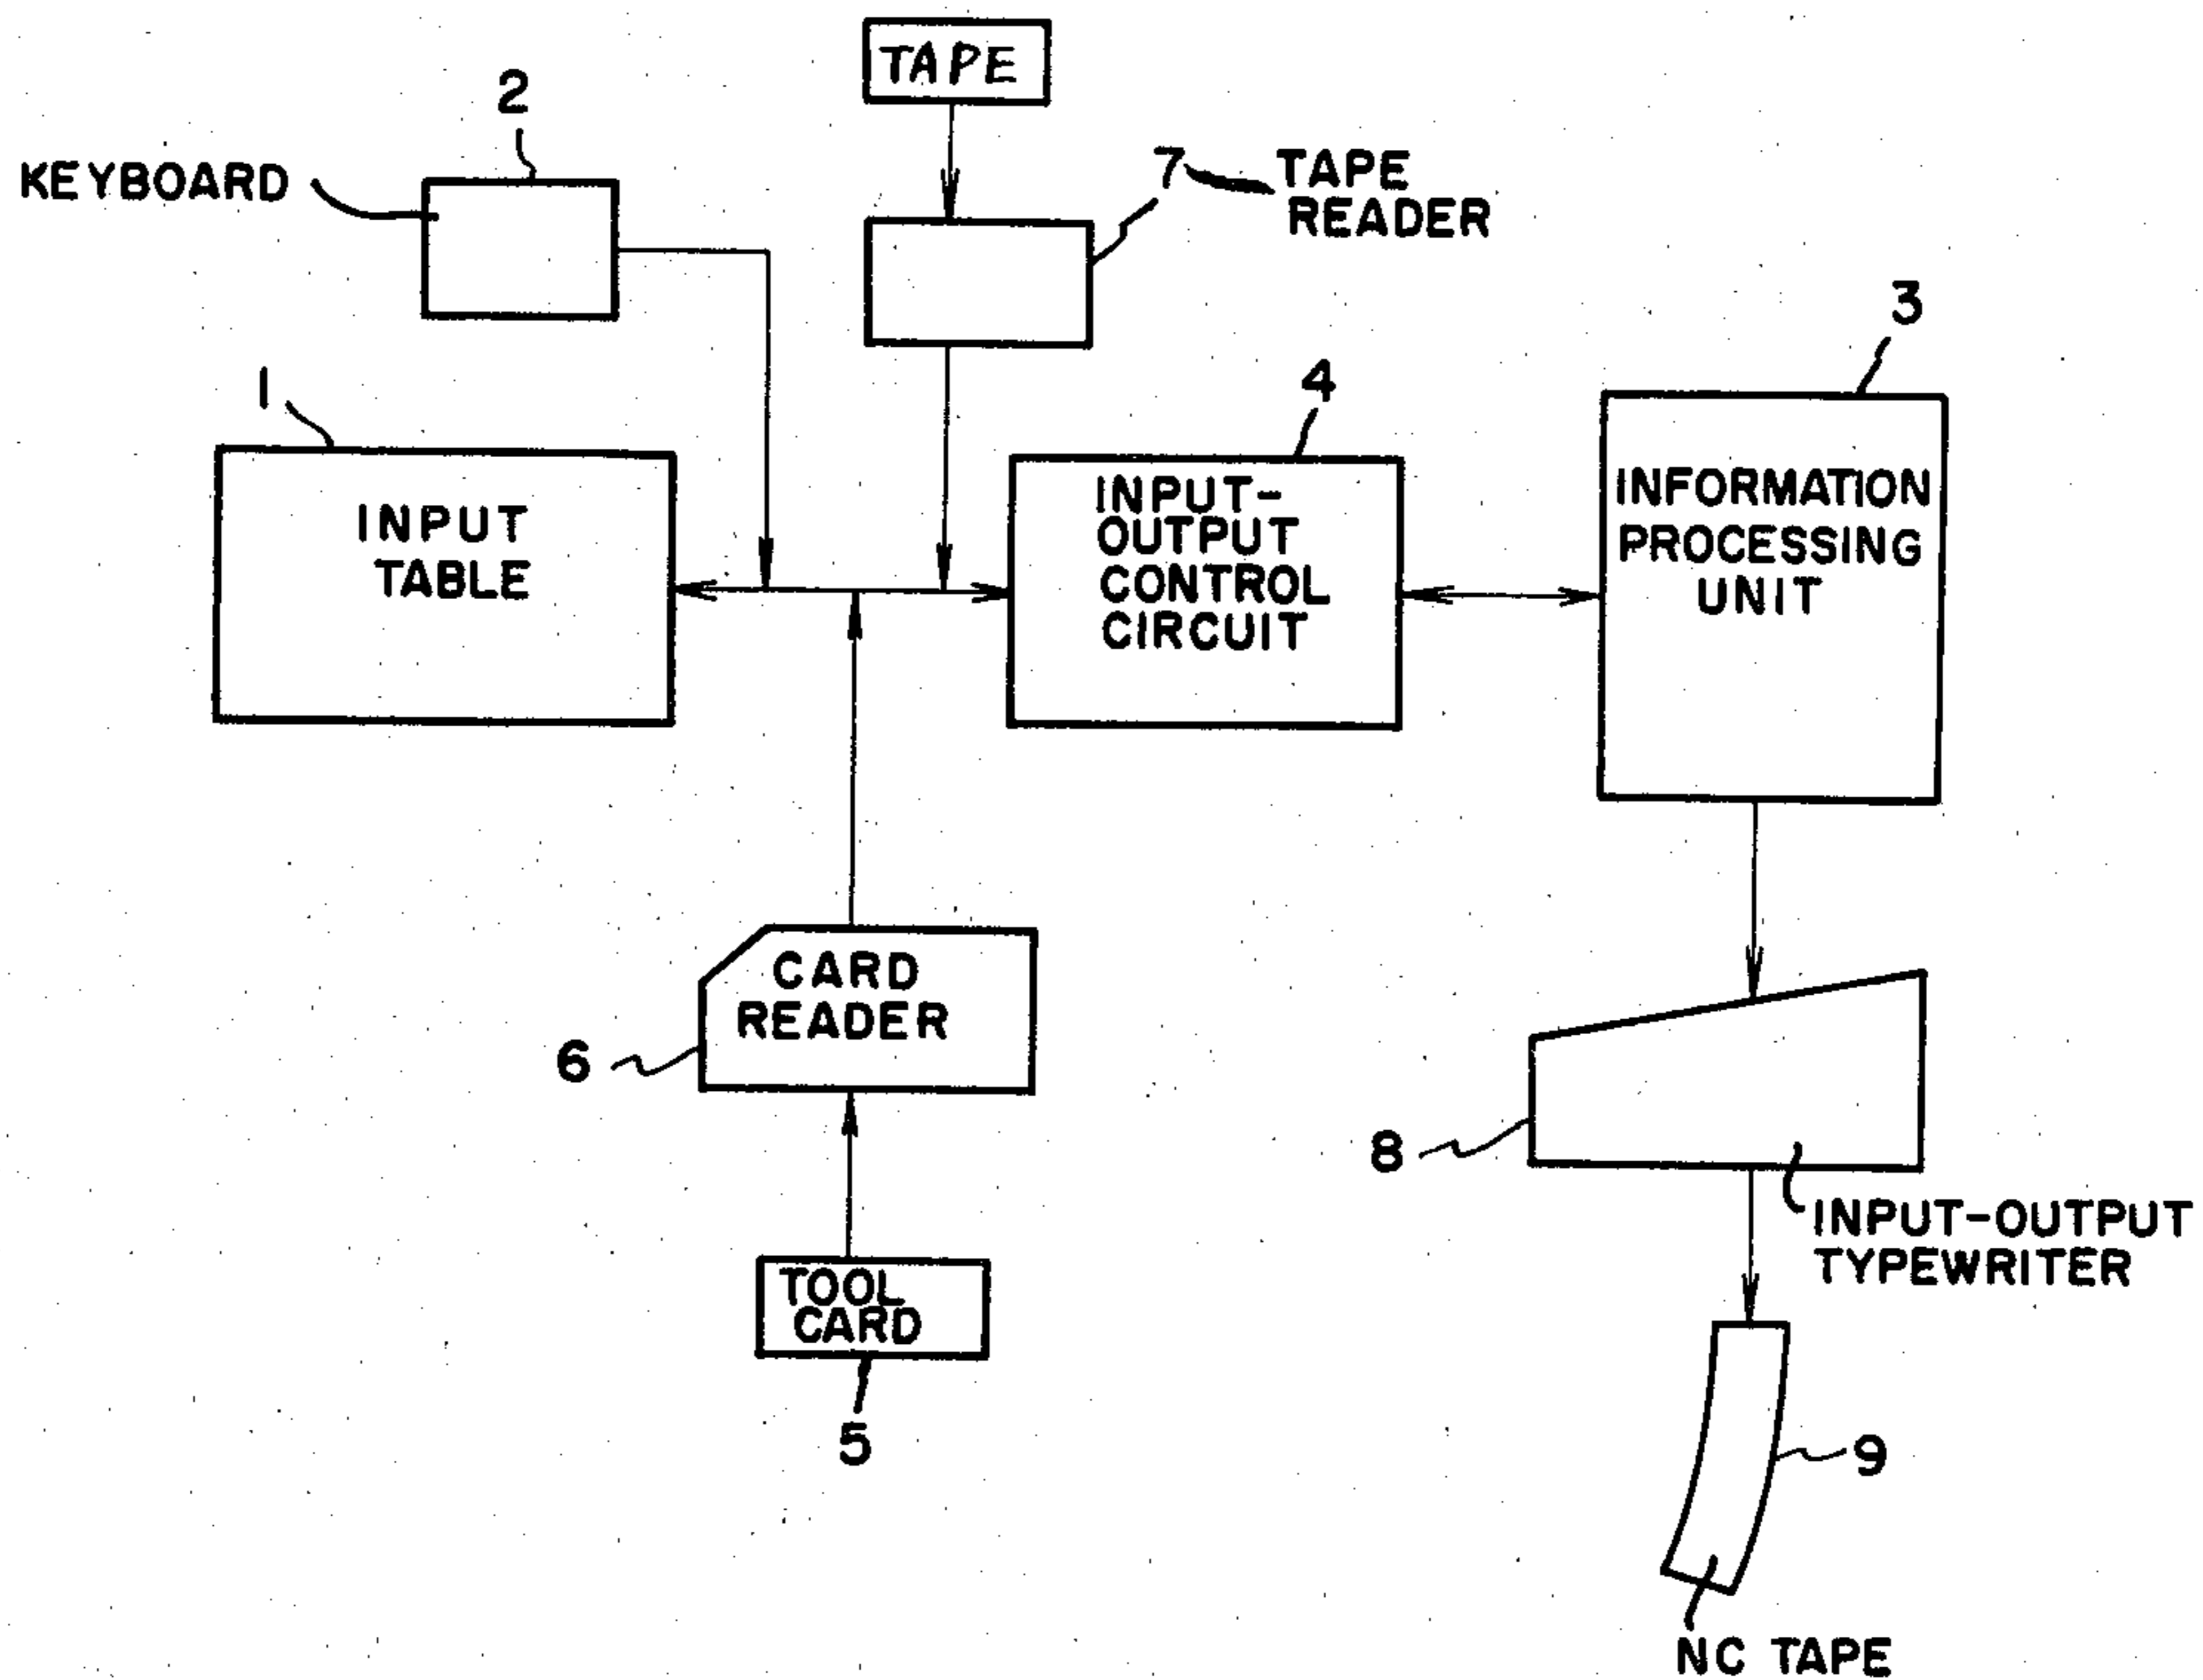 TAPE
2
KEYBOARD
7
TAPE
READER
3
1
4
INPUT
TABLE
INPUT-
OUTPUT
CONTROL
CIRCUIT
INFORMATION
PROCESSING
UNIT
CARD
READER
6
8
INPUT-OUTPUT
TYPEWRITER
TOOL
CARD
5
9
NC TAPE